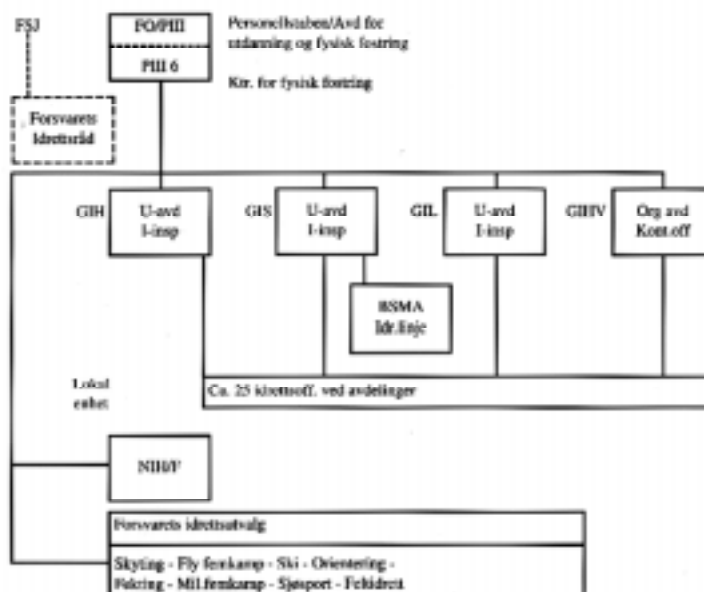 FSJ
FO/PIII
PIII 6
Personellstaben/Avd for
utdanning og fysisk fostring
Ktr. for fysisk fostring
Forsvarets
Idrettsråd
GIH
U-avd
I-insp
GIS
U-avd
I-insp
GIL
U-avd
I-insp
GIHV
Org avd
Kont.off
BSMA
Idr.linje
Ca. 25 idrettsoff. ved avdelinger
Lokal
enhet
NIH/F
Forsvarets idrettsutvalg
Skyting - Fly femkamp - Ski - Orientering -
Fekting - Mil.femkamp - Sjøsport - Feltidrett